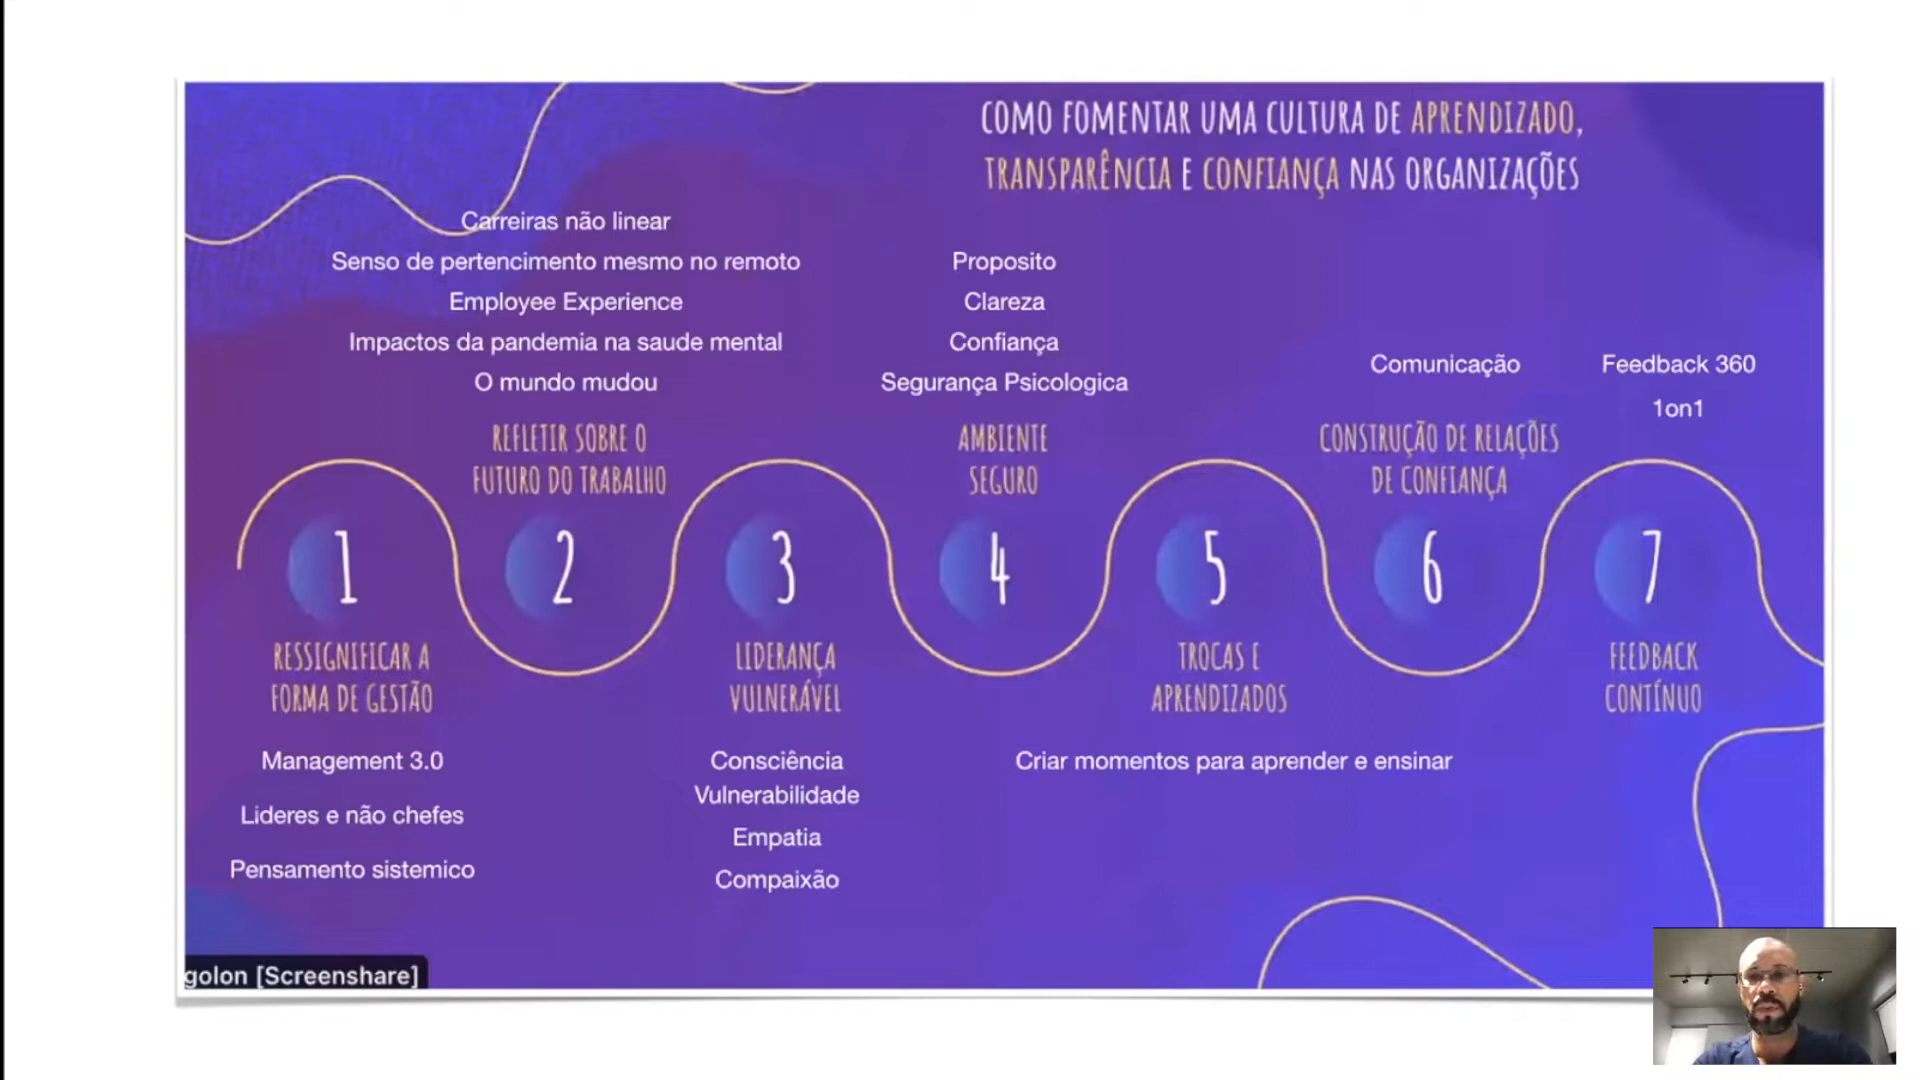 COMO FOMENTAR UMA CULTURA DE APRENDIZADO,
TRANSPARÊNCIA E CONFIANÇA NAS ORGANIZAÇÕES
1
RESSIGNIFICAR A
FORMA DE GESTÃO
Management 3.0
Lideres e não chefes
Pensamento sistemico
Carreiras não linear
Senso de pertencimento mesmo no remoto
Employee Experience
Impactos da pandemia na saude mental
O mundo mudou
REFLETIR SOBRE O
FUTURO DO TRABALHO
2
3
LIDERANÇA
VULNERÁVEL
Consciência
Vulnerabilidade
Empatia
Compaixão
Proposito
Clareza
Confiança
Segurança Psicologica
AMBIENTE
SEGURO
4
5
TROCAS E
APRENDIZADOS
Criar momentos para aprender e ensinar
Comunicação
CONSTRUÇÃO DE RELAÇÕES
DE CONFIANÇA
6
Feedback 360
1on1
7
FEEDBACK
CONTÍNUO
golon [Screenshare]